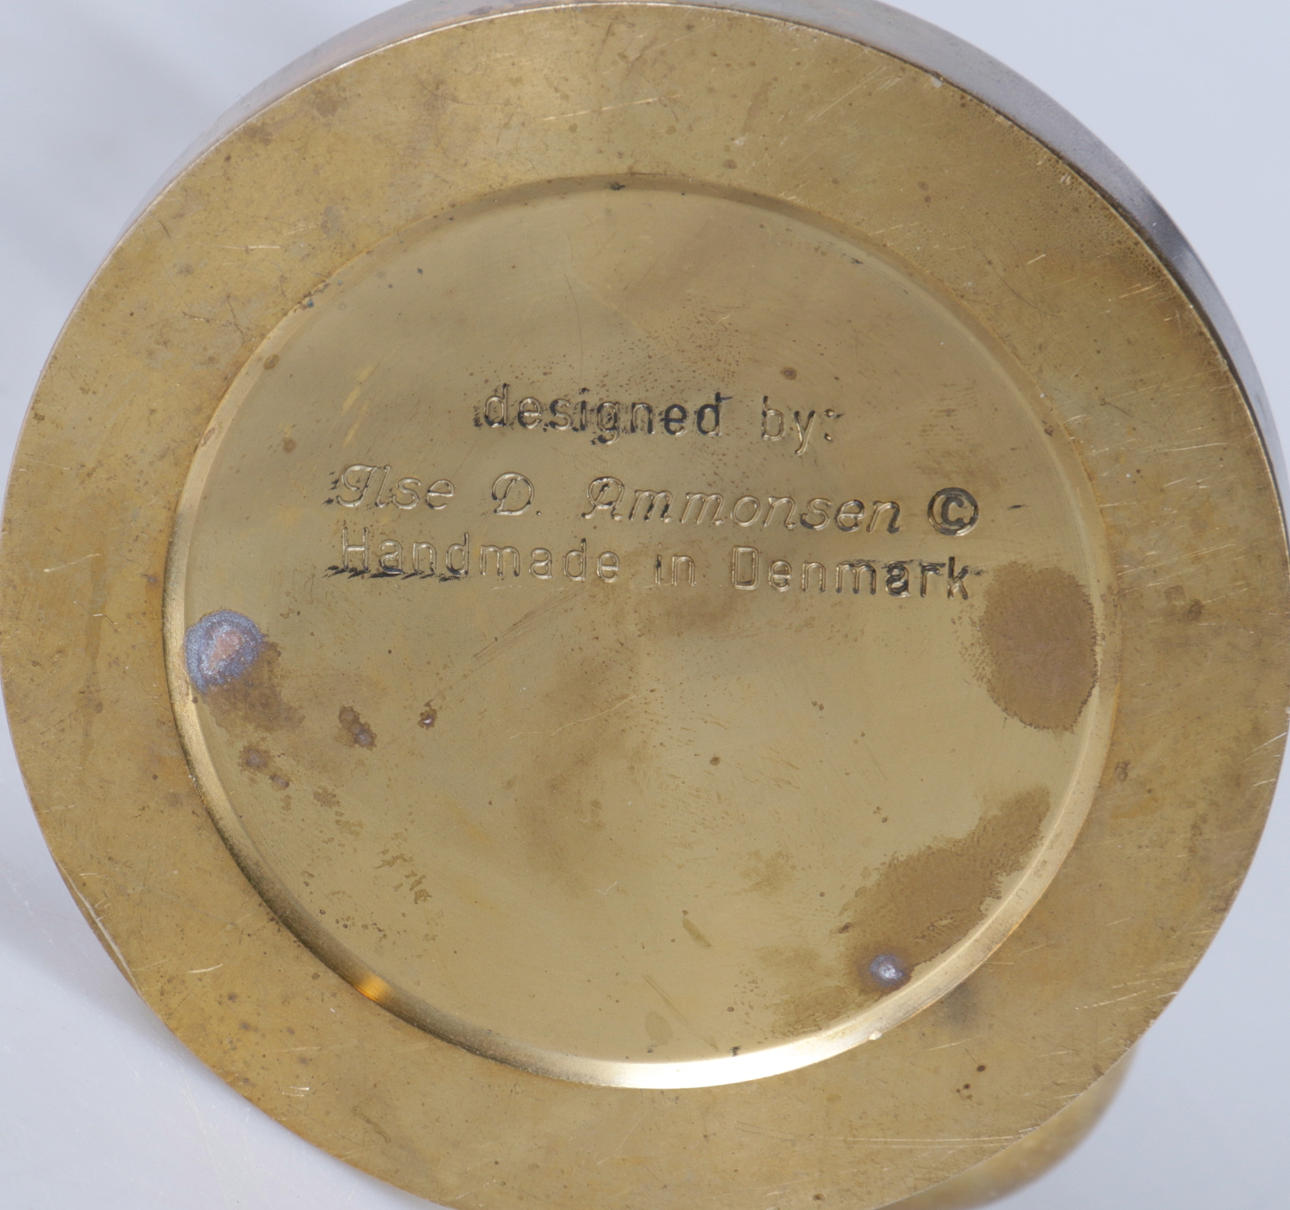 designed by:
Ilse D. Ammonsen ©
Handmade in Denmark